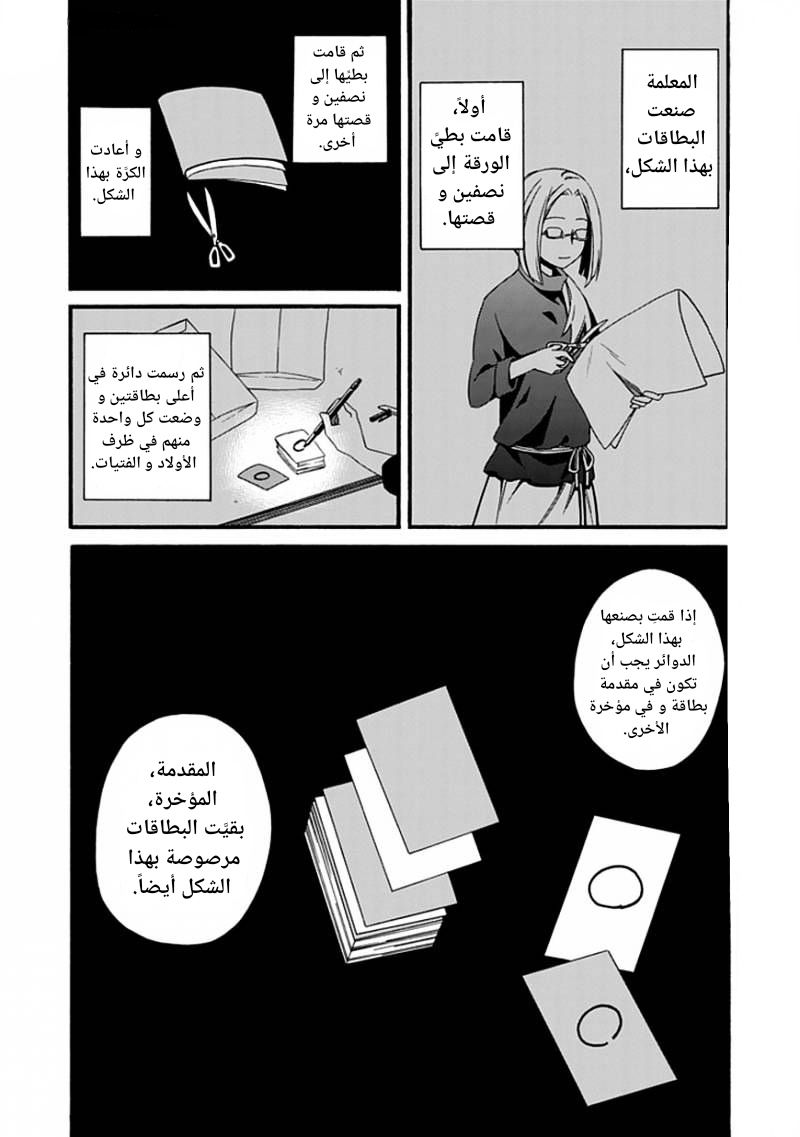 المعلمة
صنعت
البطاقات
بهذا الشكل،
أولاً،
قامت بطيِّ
الورقة إلى
نصفين و
قصتها.
ثم قامت
بطيِّها إلى
نصفين و
قصتها مرة
أخرى.
و أعادت
الكرَّة بهذا
الشكل.
ثم رسمت دائرة في
أعلى بطاقتين و
وضعت كل واحدة
منهم في ظرف
الأولاد و الفتيات.
إذا قمتِ بصنعها
بهذا الشكل،
الدوائر يجب أن
تكون في مقدمة
بطاقة و في مؤخرة
الأخرى.
المقدمة،
المؤخرة،
بقيَّت البطاقات
مرصوصة بهذا
الشكل أيضاً.